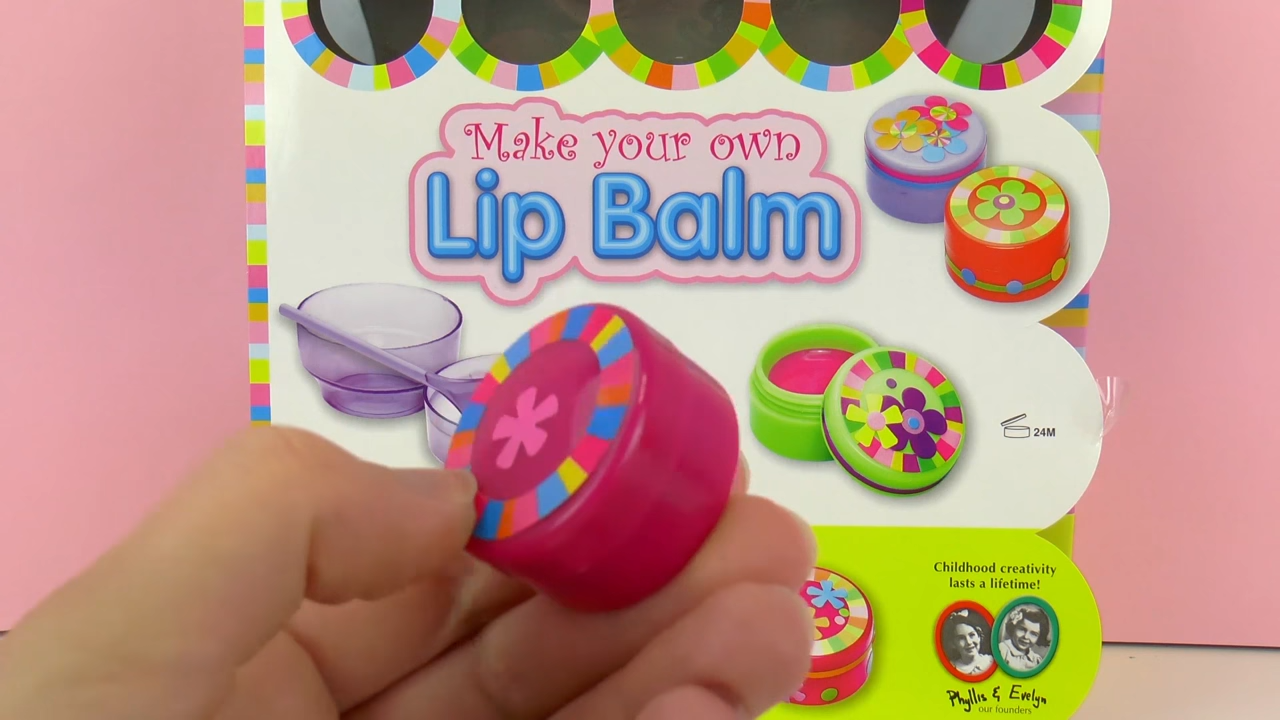 Make your own
Lip Balm
24M
Childhood creativity
lasts a lifetime!
Phyllis & Evelyn
our founders